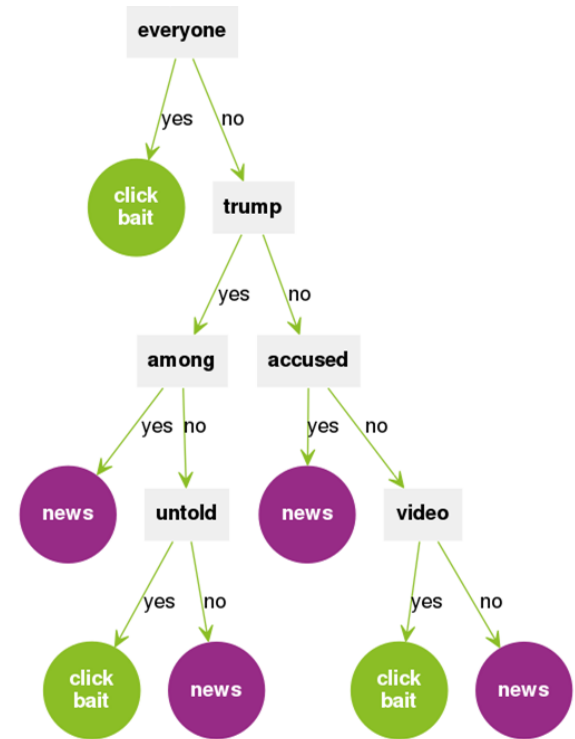 everyone
yes no
click
bait
trump
yes no
among accused
yes no yes no
news untold news video
yes no yes no
click
bait
news
click
bait
news